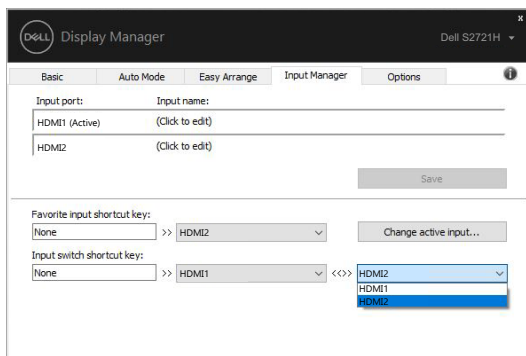 x
DELL Display Manager Dell S2721H
Basic Auto Mode Easy Arrange Input Manager Options i
Input port: Input name:
HDMI1 (Active) (Click to edit)
HDMI2 (Click to edit)
Save
Favorite input shortcut key:
None >> HDMI2 Change active input...
Input switch shortcut key:
None >> HDMI1 <<>> HDMI2
HDMI1
HDMI2